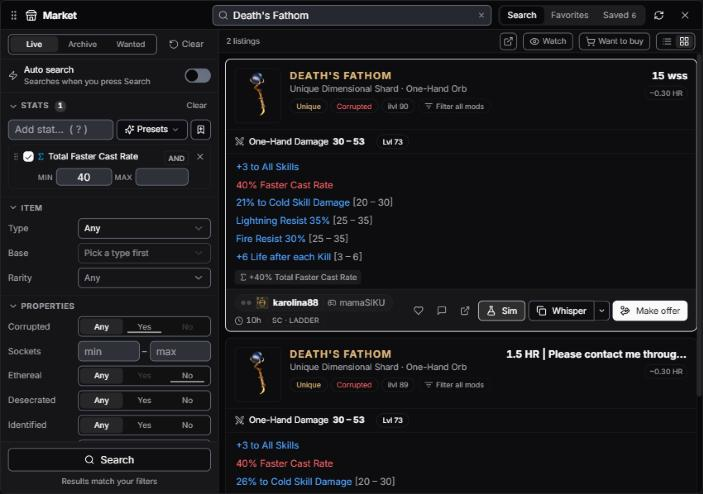 Market
Death's Fathom
Search
Favorites
Saved 6
Live
Archive
Wanted
Clear
Auto search
Searches when you press Search
STATS 1
Clear
Add stat... ( ? )
Presets
Σ Total Faster Cast Rate
AND
MIN 40 MAX
ITEM
Type Any
Base Pick a type first
Rarity Any
PROPERTIES
Corrupted Any Yes No
Sockets min – max
Ethereal Any Yes No
Desecrated Any Yes No
Identified Any Yes No
Search
Results match your filters
2 listings
Watch
Want to buy
DEATH'S FATHOM
15 wss
Unique Dimensional Shard · One-Hand Orb
~0.30 HR
Unique Corrupted ilvl 90 Filter all mods
One-Hand Damage 30 – 53 Lvl 73
+3 to All Skills
40% Faster Cast Rate
21% to Cold Skill Damage [20 – 30]
Lightning Resist 35% [25 – 35]
Fire Resist 30% [25 – 35]
+6 Life after each Kill [3 – 6]
Σ +40% Total Faster Cast Rate
karolina88 mamaSIKU
10h SC · LADDER
Sim
Whisper
Make offer
DEATH'S FATHOM
1.5 HR | Please contact me throug...
Unique Dimensional Shard · One-Hand Orb
~0.30 HR
Unique Corrupted ilvl 89 Filter all mods
One-Hand Damage 30 – 53 Lvl 73
+3 to All Skills
40% Faster Cast Rate
26% to Cold Skill Damage [20 – 30]